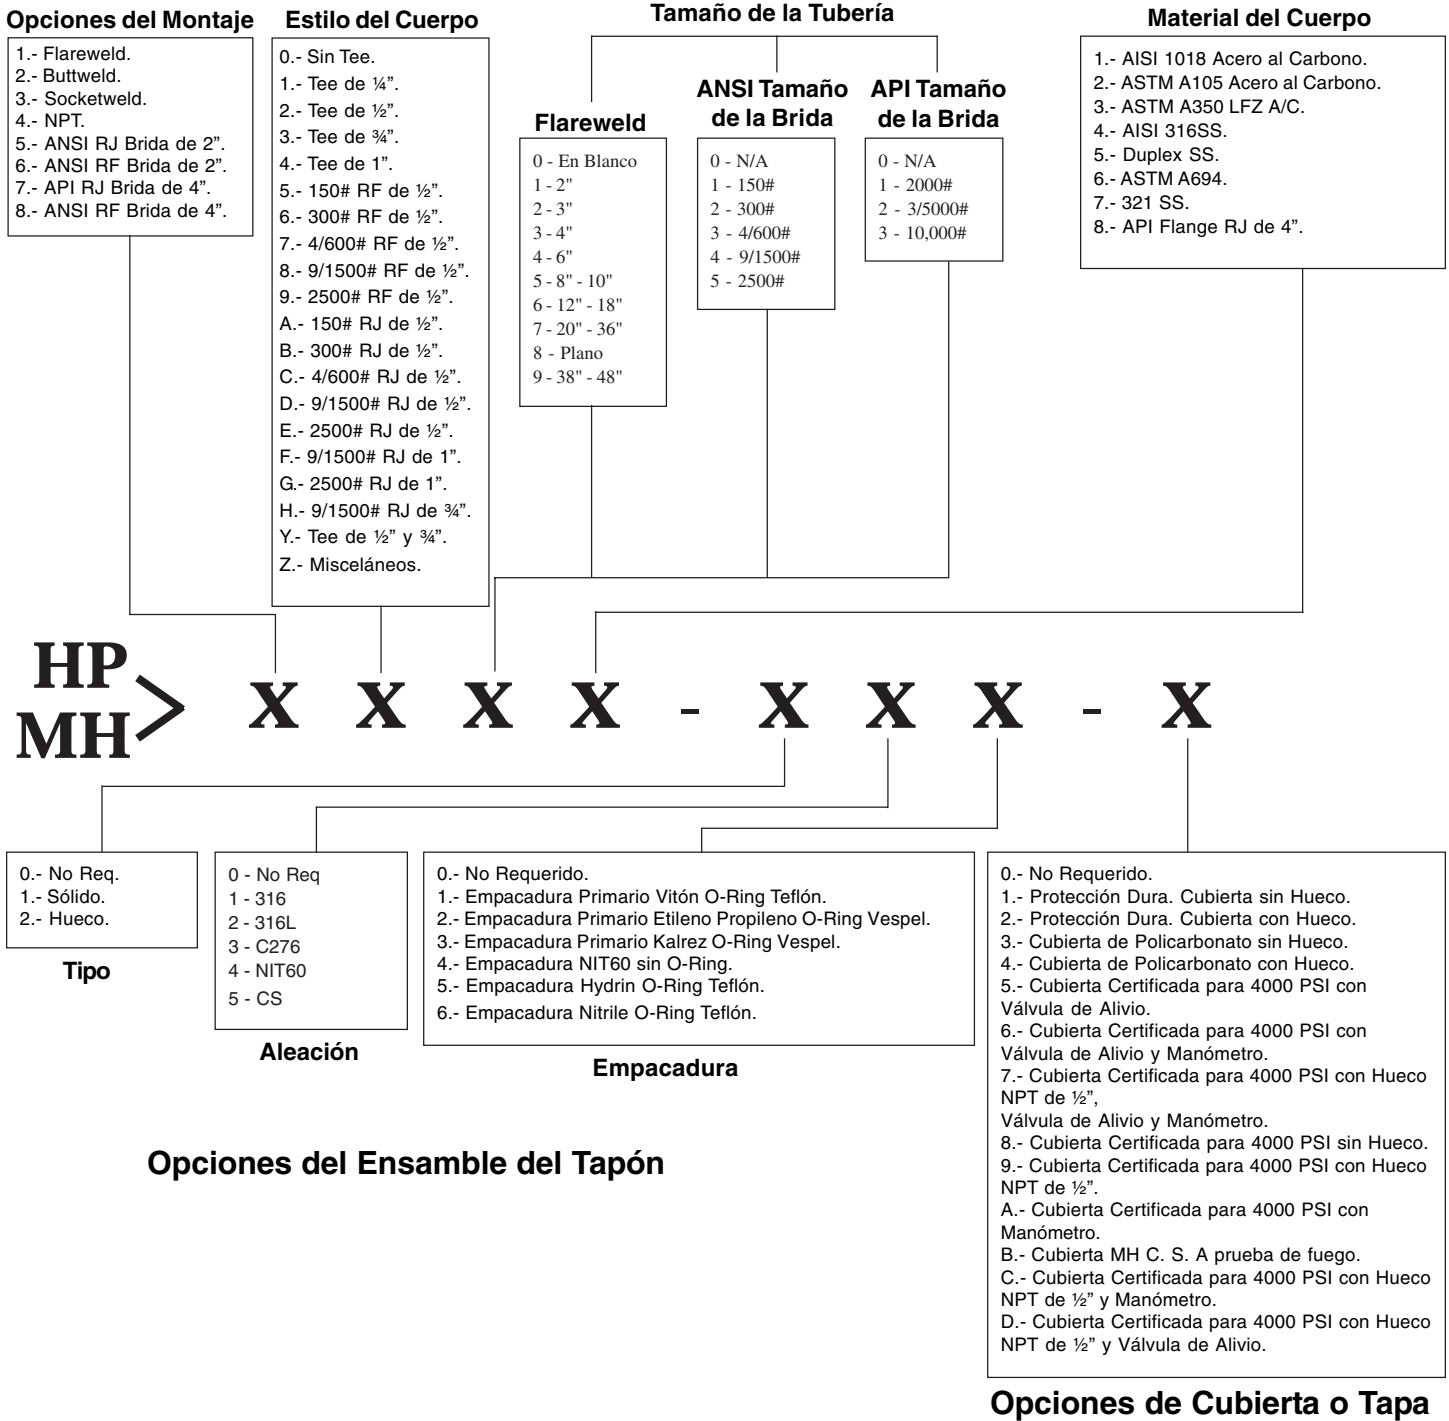 Opciones del Montaje
1.- Flareweld.
2.- Buttweld.
3.- Socketweld.
4.- NPT.
5.- ANSI RJ Brida de 2”.
6.- ANSI RF Brida de 2”.
7.- API RJ Brida de 4”.
8.- ANSI RF Brida de 4”.
Estilo del Cuerpo
0.- Sin Tee.
1.- Tee de ¼”.
2.- Tee de ½”.
3.- Tee de ¾”.
4.- Tee de 1”.
5.- 150# RF de ½”.
6.- 300# RF de ½”.
7.- 4/600# RF de ½”.
8.- 9/1500# RF de ½”.
9.- 2500# RF de ½”.
A.- 150# RJ de ½”.
B.- 300# RJ de ½”.
C.- 4/600# RJ de ½”.
D.- 9/1500# RJ de ½”.
E.- 2500# RJ de ½”.
F.- 9/1500# RJ de 1”.
G.- 2500# RJ de 1”.
H.- 9/1500# RJ de ¾”.
Y.- Tee de ½” y ¾”.
Z.- Misceláneos.
Tamaño de la Tubería
Flareweld
0 - En Blanco
1 - 2"
2 - 3"
3 - 4"
4 - 6"
5 - 8" - 10"
6 - 12" - 18"
7 - 20" - 36"
8 - Plano
9 - 38" - 48"
ANSI Tamaño
de la Brida
0 - N/A
1 - 150#
2 - 300#
3 - 4/600#
4 - 9/1500#
5 - 2500#
API Tamaño
de la Brida
0 - N/A
1 - 2000#
2 - 3/5000#
3 - 10,000#
Material del Cuerpo
1.- AISI 1018 Acero al Carbono.
2.- ASTM A105 Acero al Carbono.
3.- ASTM A350 LFZ A/C.
4.- AISI 316SS.
5.- Duplex SS.
6.- ASTM A694.
7.- 321 SS.
8.- API Flange RJ de 4”.
HP
MH > X X X X - X X X - X
0.- No Req.
1.- Sólido.
2.- Hueco.
Tipo
0 - No Req
1 - 316
2 - 316L
3 - C276
4 - NIT60
5 - CS
Aleación
0.- No Requerido.
1.- Empacadura Primario Vitón O-Ring Teflón.
2.- Empacadura Primario Etileno Propileno O-Ring Vespel.
3.- Empacadura Primario Kalrez O-Ring Vespel.
4.- Empacadura NIT60 sin O-Ring.
5.- Empacadura Hydrin O-Ring Teflón.
6.- Empacadura Nitrile O-Ring Teflón.
Empacadura
Opciones del Ensamble del Tapón
0.- No Requerido.
1.- Protección Dura. Cubierta sin Hueco.
2.- Protección Dura. Cubierta con Hueco.
3.- Cubierta de Policarbonato sin Hueco.
4.- Cubierta de Policarbonato con Hueco.
5.- Cubierta Certificada para 4000 PSI con
Válvula de Alivio.
6.- Cubierta Certificada para 4000 PSI con
Válvula de Alivio y Manómetro.
7.- Cubierta Certificada para 4000 PSI con Hueco
NPT de ½”,
Válvula de Alivio y Manómetro.
8.- Cubierta Certificada para 4000 PSI sin Hueco.
9.- Cubierta Certificada para 4000 PSI con Hueco
NPT de ½”.
A.- Cubierta Certificada para 4000 PSI con
Manómetro.
B.- Cubierta MH C. S. A prueba de fuego.
C.- Cubierta Certificada para 4000 PSI con Hueco
NPT de ½” y Manómetro.
D.- Cubierta Certificada para 4000 PSI con Hueco
NPT de ½” y Válvula de Alivio.
Opciones de Cubierta o Tapa